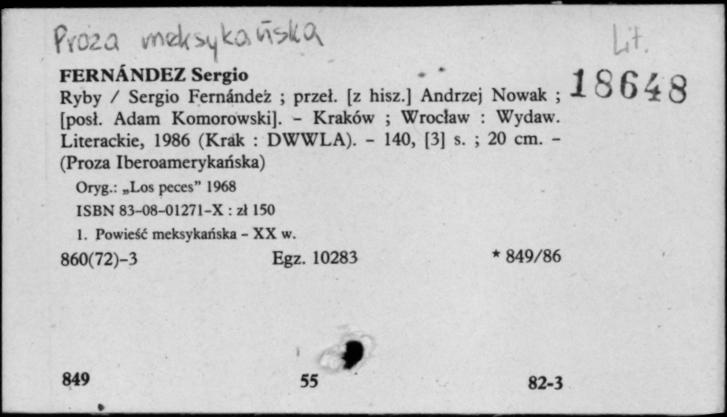 Proza meksykańska
Lit.
FERNÁNDEZ Sergio
18648
Ryby / Sergio Fernández ; przeł. [z hisz.] Andrzej Nowak ;
[posł. Adam Komorowski]. – Kraków ; Wrocław : Wydaw.
Literackie, 1986 (Krak : DWWLA). – 140, [3] s. ; 20 cm. –
(Proza Iberoamerykańska)
Oryg.: „Los peces” 1968
ISBN 83-08-01271-X : zł 150
1. Powieść meksykańska – XX w.
860(72)-3 Egz. 10283 * 849/86
849 55 82-3